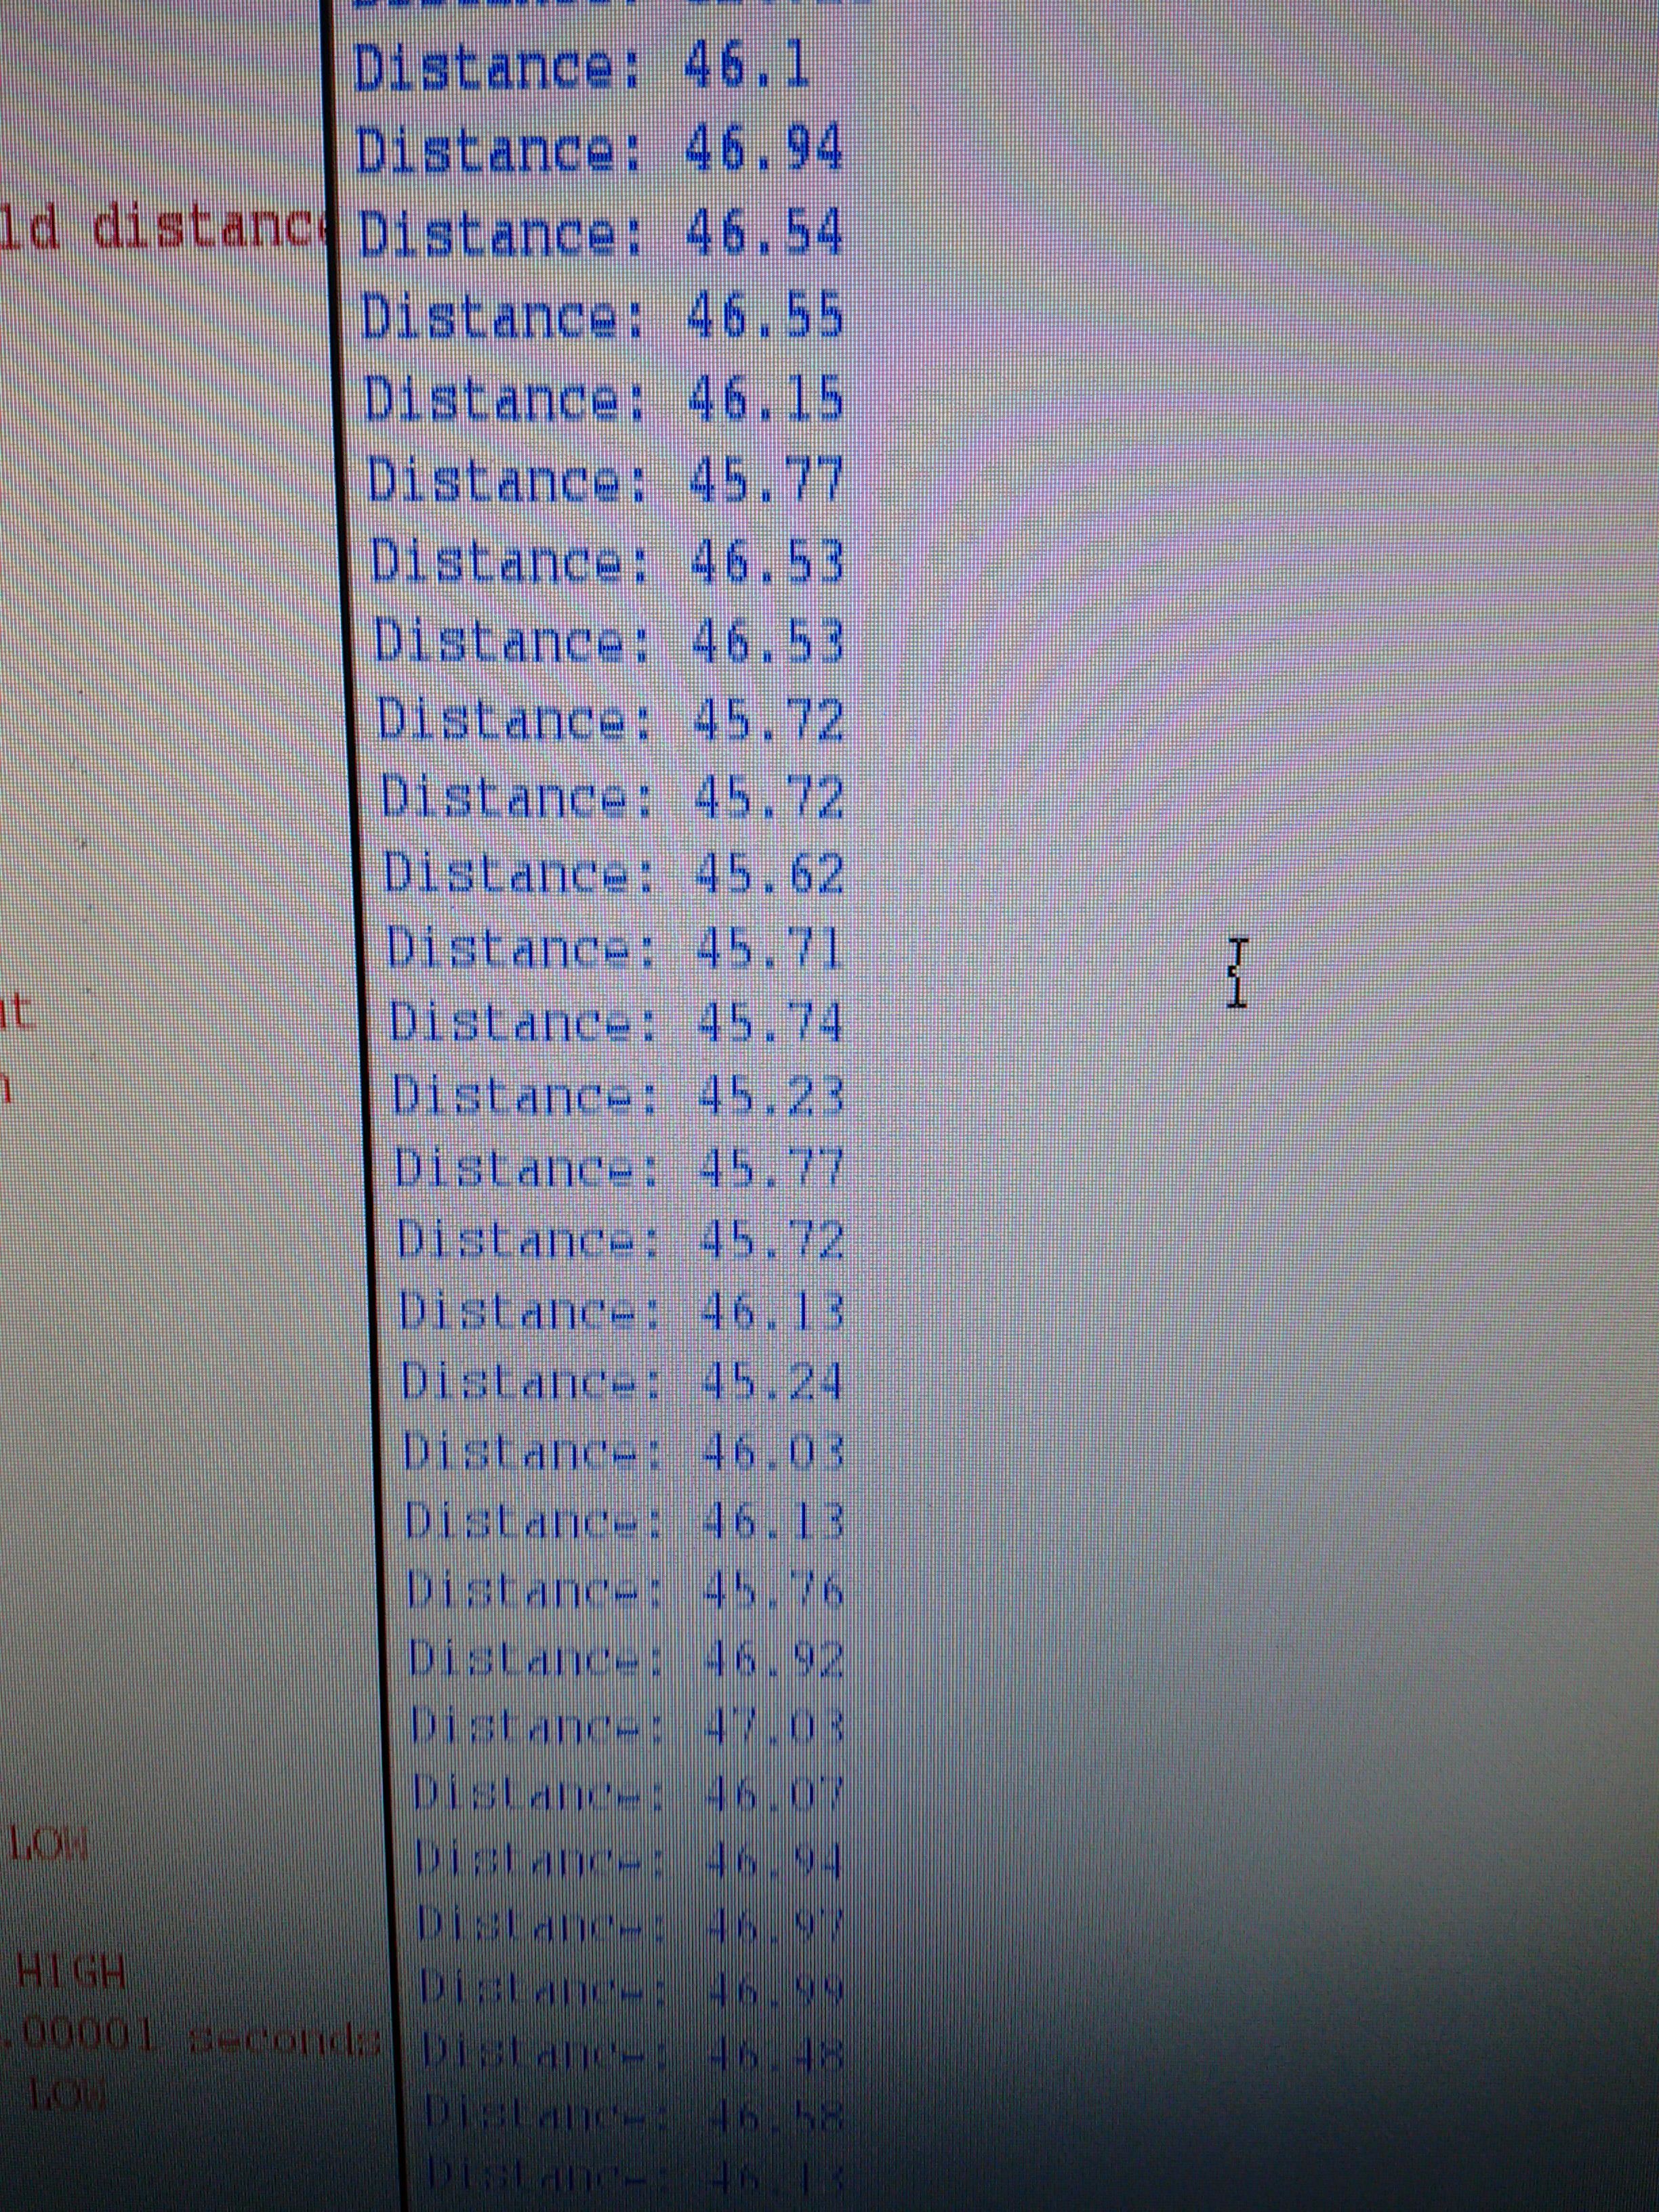 Distance: 46.1
Distance: 46.94
ld distance
Distance: 46.54
Distance: 46.55
Distance: 46.15
Distance: 45.77
Distance: 46.53
Distance: 46.53
Distance: 45.72
Distance: 45.72
Distance: 45.62
Distance: 45.71
Distance: 45.74
Distance: 45.23
Distance: 45.77
Distance: 45.72
Distance: 46.13
Distance: 45.24
Distance: 46.03
Distance: 46.13
Distance: 45.76
Distance: 46.92
Distance: 47.03
Distance: 46.07
LOW
Distance: 46.94
Distance: 46.97
HIGH
Distance: 46.99
.00001 seconds
Distance: 46.48
LOW
Distance: 46.58
Distance: 46.13